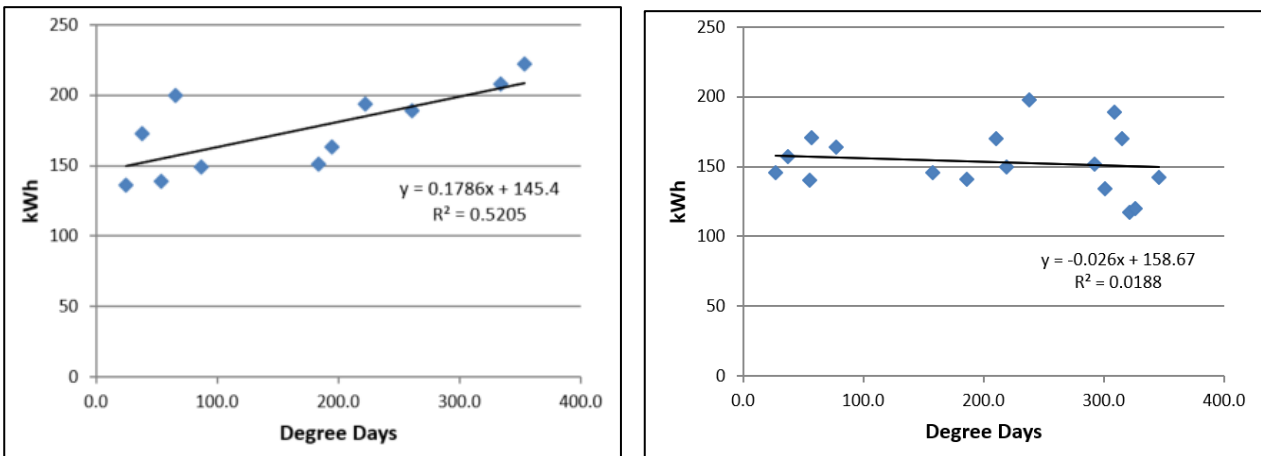 250
200
150
100
50
0
kWh
y = 0.1786x + 145.4
R² = 0.5205
0.0 100.0 200.0 300.0 400.0
Degree Days
250
200
150
100
50
0
kWh
y = -0.026x + 158.67
R² = 0.0188
0.0 100.0 200.0 300.0 400.0
Degree Days